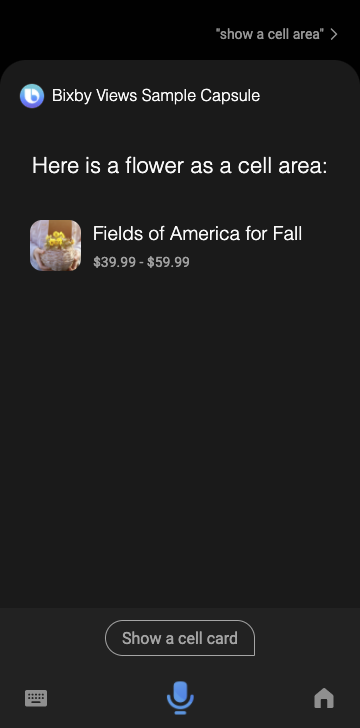 "show a cell area"
Bixby Views Sample Capsule
Here is a flower as a cell area:
Fields of America for Fall
$39.99 - $59.99
Show a cell card